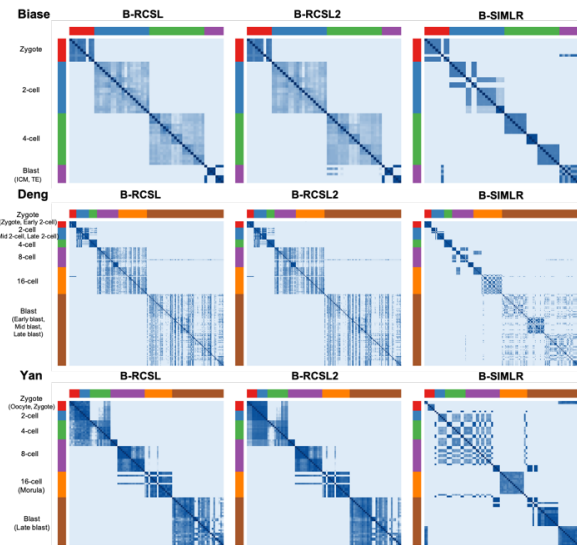 Biase
B-RCSL
B-RCSL2
B-SIMLR
Zygote
2-cell
4-cell
Blast
(ICM, TE)
Deng
B-RCSL
B-RCSL2
B-SIMLR
Zygote
(Zygote, Early 2-cell)
2-cell
Mid 2-cell, Late 2-cell)
4-cell
8-cell
16-cell
Blast
(Early blast,
Mid blast,
Late blast)
Yan
B-RCSL
B-RCSL2
B-SIMLR
Zygote
(Oocyte, Zygote)
2-cell
4-cell
8-cell
16-cell
(Morula)
Blast
(Late blast)